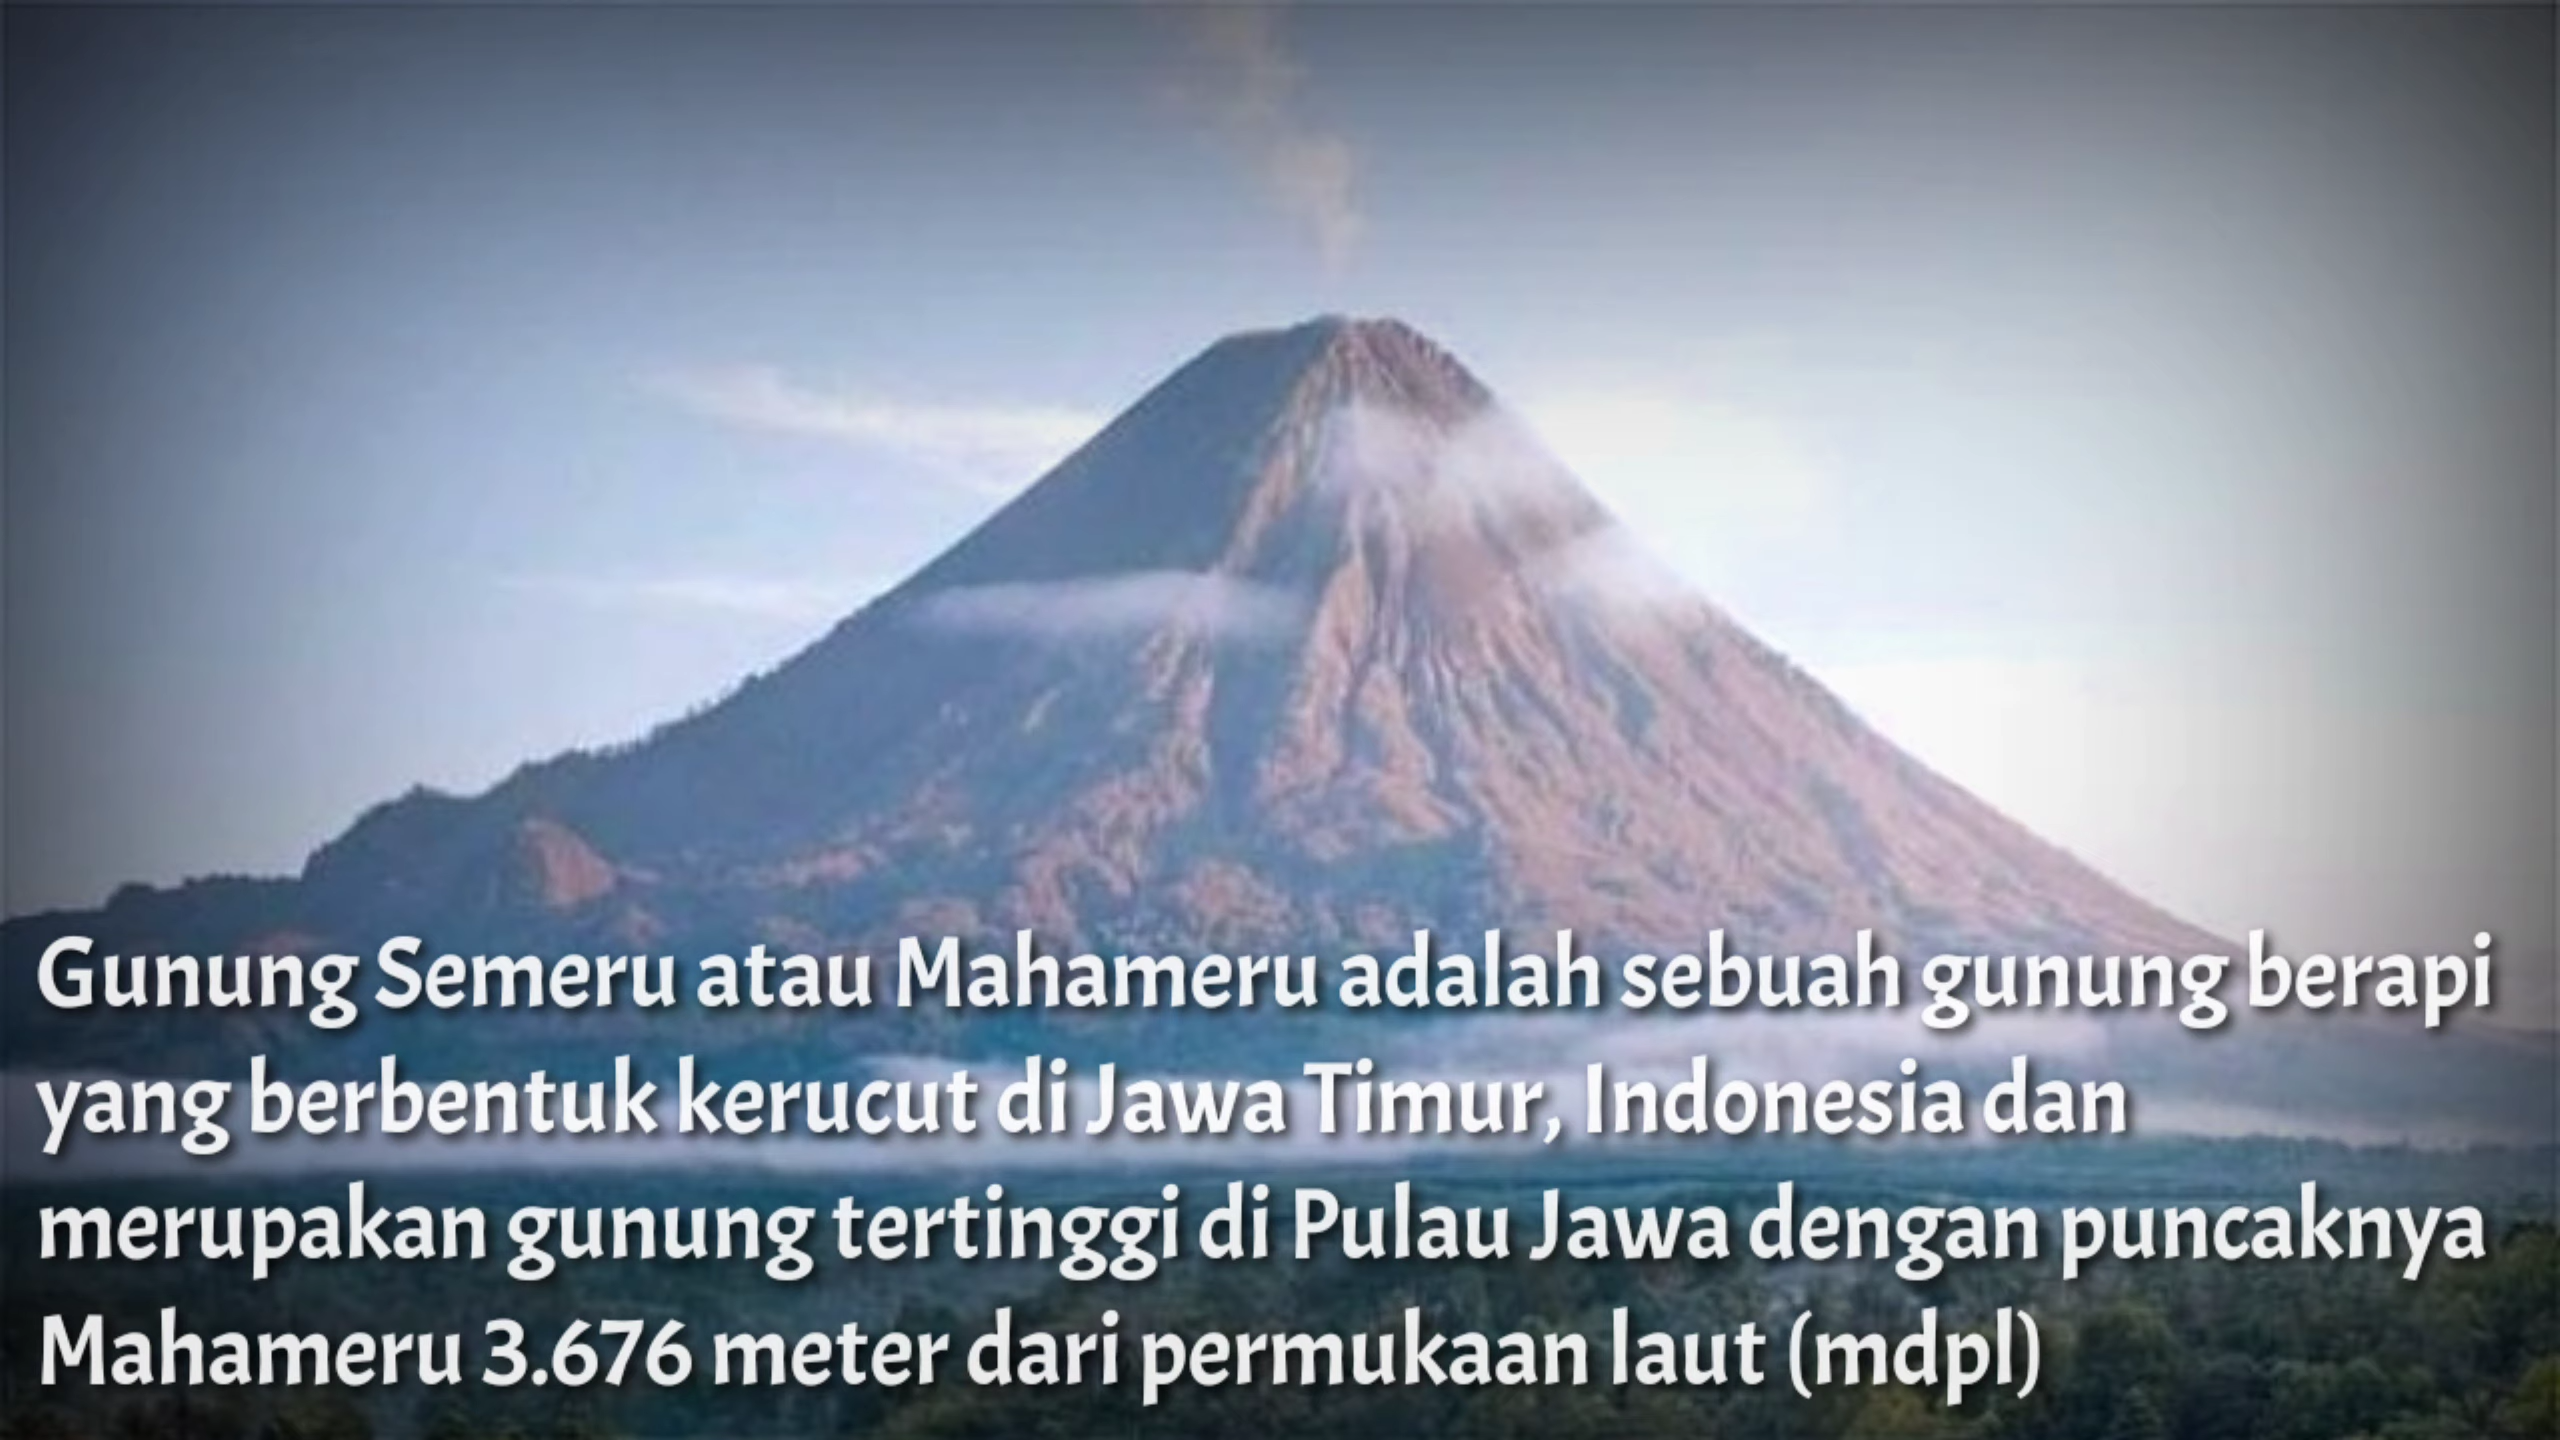 Gunung Semeru atau Mahameru adalah sebuah gunung berapi
yang berbentuk kerucut di Jawa Timur, Indonesia dan
merupakan gunung tertinggi di Pulau Jawa dengan puncaknya
Mahameru 3.676 meter dari permukaan laut (mdpl)